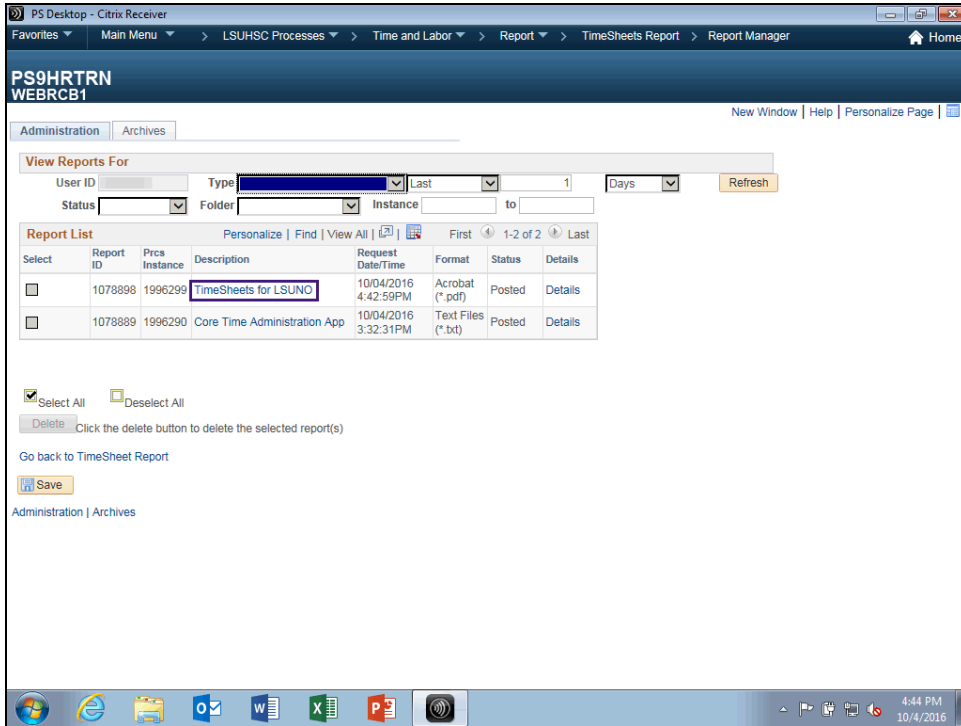 PS Desktop - Citrix Receiver
Favorites Main Menu > LSUHSC Processes > Time and Labor > Report > TimeSheets Report > Report Manager Home
PS9HRTRN
WEBRCB1
New Window | Help | Personalize Page |
Administration Archives
View Reports For
User ID Type Last 1 Days Refresh
Status Folder Instance to
Report List Personalize | Find | View All | | First 1-2 of 2 Last
Select Report ID Prcs Instance Description Request Date/Time Format Status Details
1078898 1996299 TimeSheets for LSUNO 10/04/2016 4:42:59PM Acrobat (*.pdf) Posted Details
1078889 1996290 Core Time Administration App 10/04/2016 3:32:31PM Text Files (*.txt) Posted Details
Select All Deselect All
Delete Click the delete button to delete the selected report(s)
Go back to TimeSheet Report
Save
Administration | Archives
4:44 PM
10/4/2016